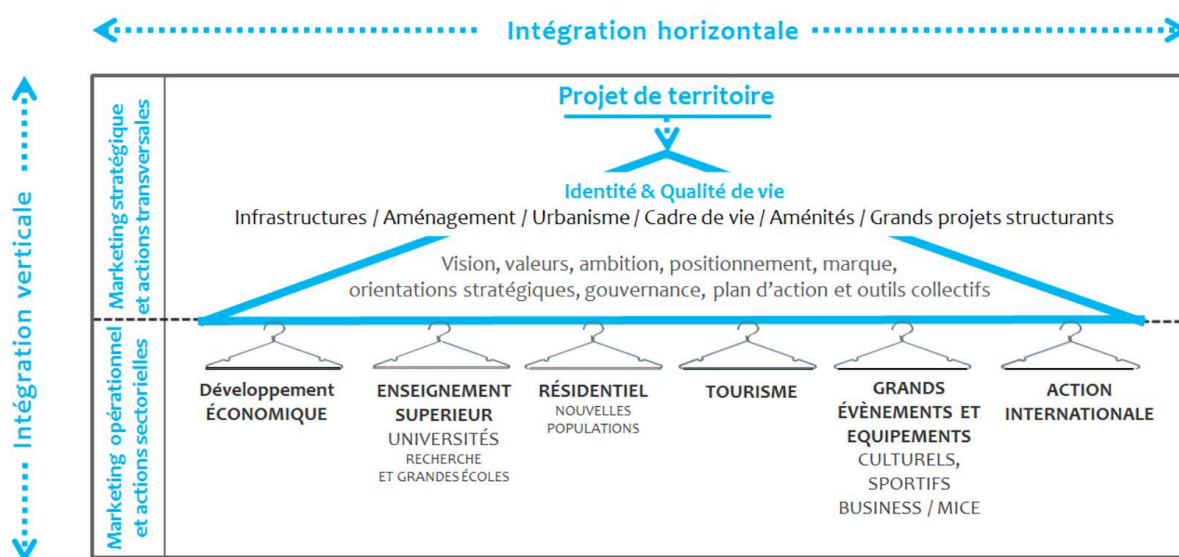 Intégration horizontale
Intégration verticale
Marketing stratégique
et actions transversales
Projet de territoire
Identité & Qualité de vie
Infrastructures / Aménagement / Urbanisme / Cadre de vie / Aménités / Grands projets structurants
Vision, valeurs, ambition, positionnement, marque,
orientations stratégiques, gouvernance, plan d'action et outils collectifs
Marketing opérationnel
et actions sectorielles
Développement
ÉCONOMIQUE
ENSEIGNEMENT
SUPERIEUR
UNIVERSITÉS
RECHERCHE
ET GRANDES ÉCOLES
RÉSIDENTIEL
NOUVELLES
POPULATIONS
TOURISME
GRANDS
ÉVÈNEMENTS ET
EQUIPEMENTS
CULTURELS,
SPORTIFS
BUSINESS / MICE
ACTION
INTERNATIONALE